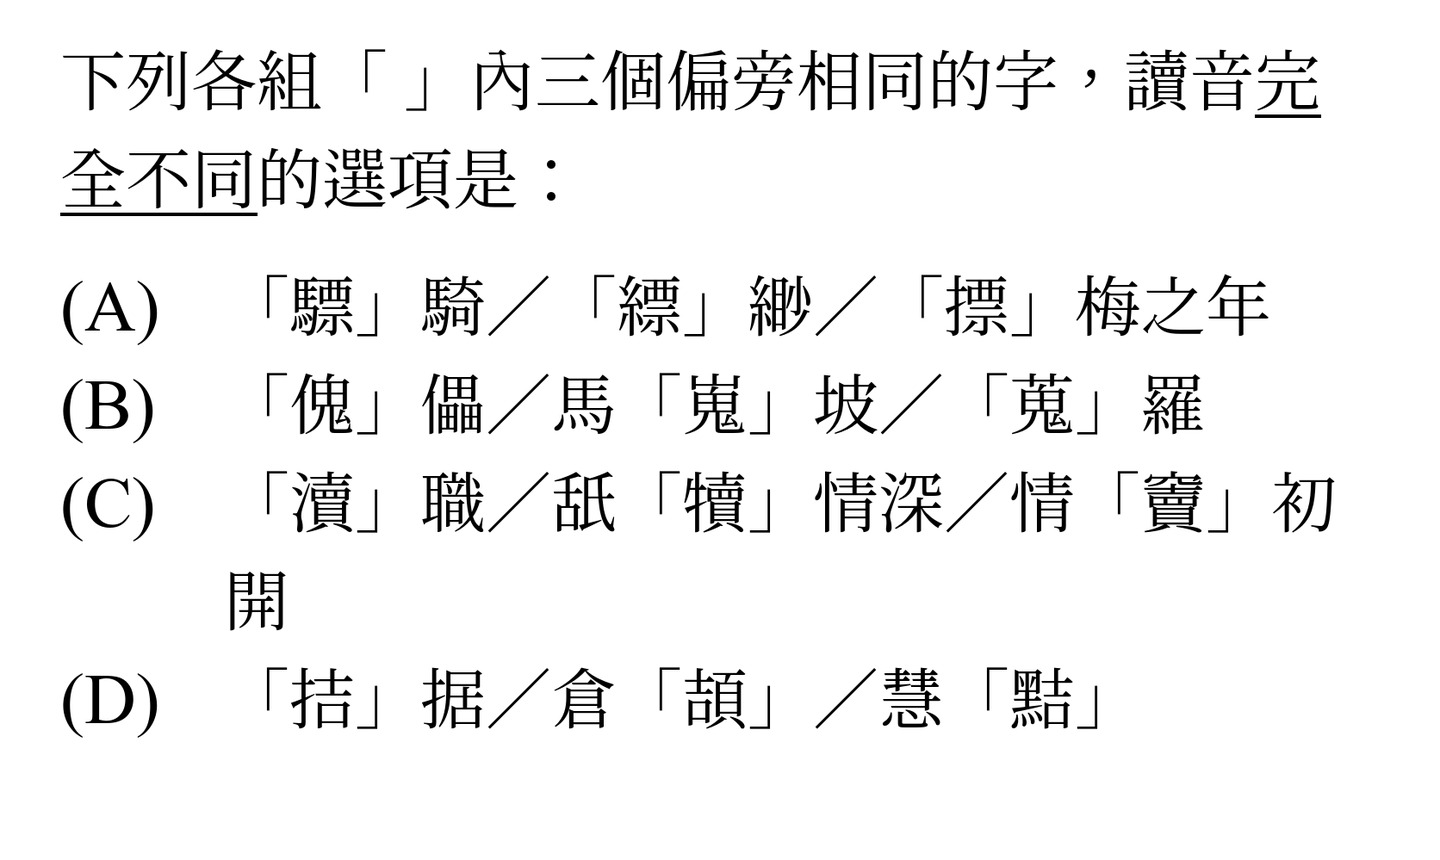 下列各組「 」內三個偏旁相同的字，讀音完
全不同的選項是：
(A) 「驃」騎／「縹」緲／「摽」梅之年
(B) 「傀」儡／馬「嵬」坡／「蒐」羅
(C) 「瀆」職／舐「犢」情深／情「竇」初
開
(D) 「拮」据／倉「頡」／慧「黠」